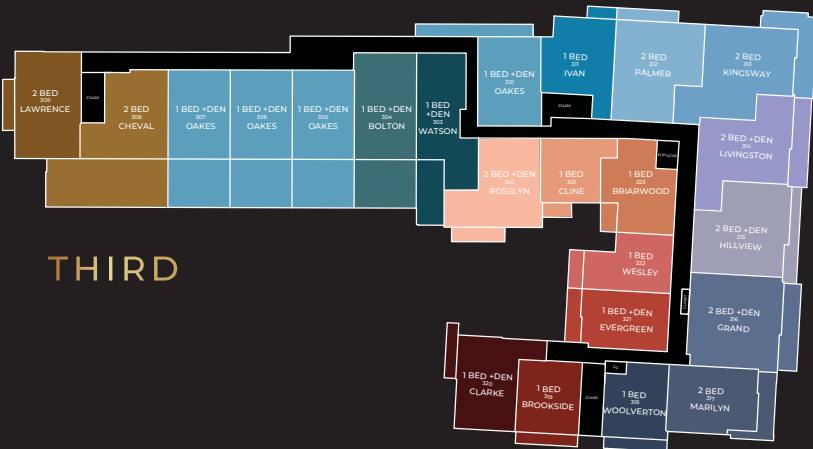 2 BED
309
LAWRENCE
STAIRS
2 BED
308
CHEVAL
1 BED +DEN
307
OAKES
1 BED +DEN
306
OAKES
1 BED +DEN
305
OAKES
1 BED +DEN
304
BOLTON
1 BED
+DEN
303
WATSON
1 BED +DEN
310
OAKES
1 BED
311
IVAN
STAIRS
2 BED
312
PALMER
2 BED
313
KINGSWAY
2 BED +DEN
314
LIVINGSTON
2 BED +DEN
302
ROSSLYN
1 BED
301
CLINE
1 BED
323
BRIARWOOD
ELEVATOR
2 BED +DEN
315
HILLVIEW
THIRD
1 BED
322
WESLEY
1 BED +DEN
321
EVERGREEN
2 BED +DEN
316
GRAND
1 BED +DEN
320
CLARKE
1 BED
319
BROOKSIDE
STAIRS
1 BED
318
WOOLVERTON
2 BED
317
MARILYN